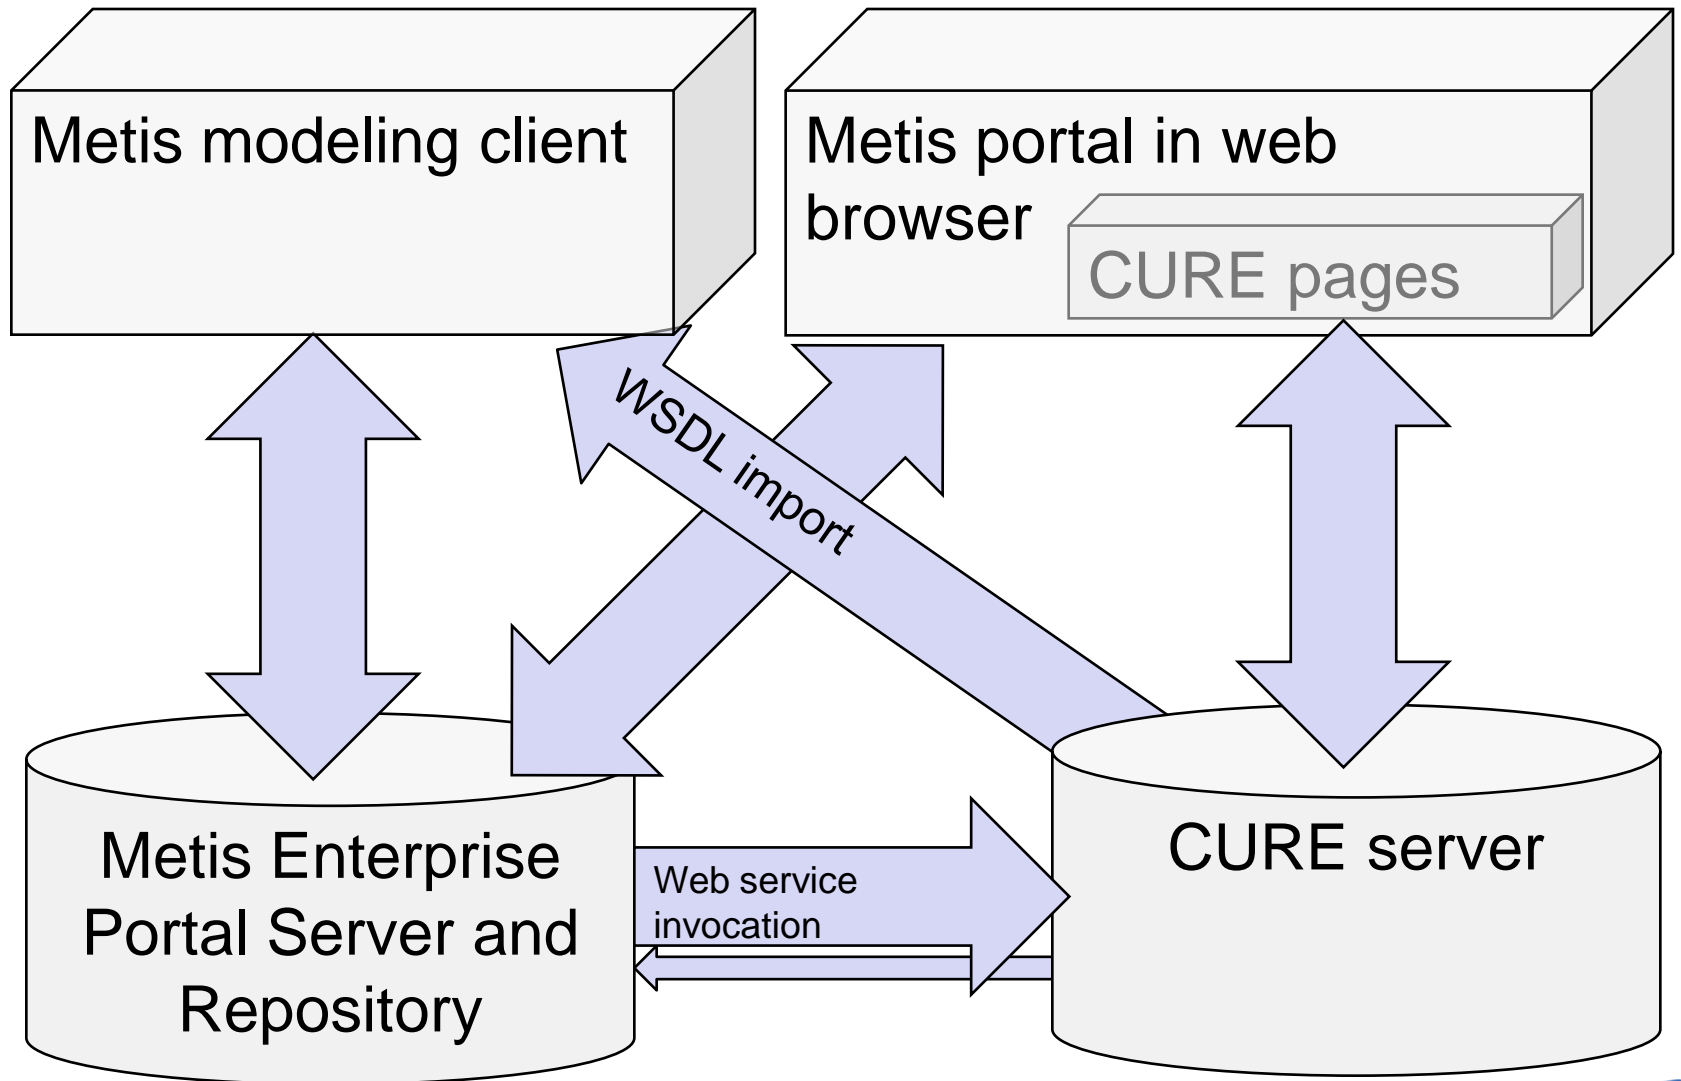 Metis modeling client
Metis portal in web
browser
CURE pages
WSDL import
Metis Enterprise
Portal Server and
Repository
Web service
invocation
CURE server